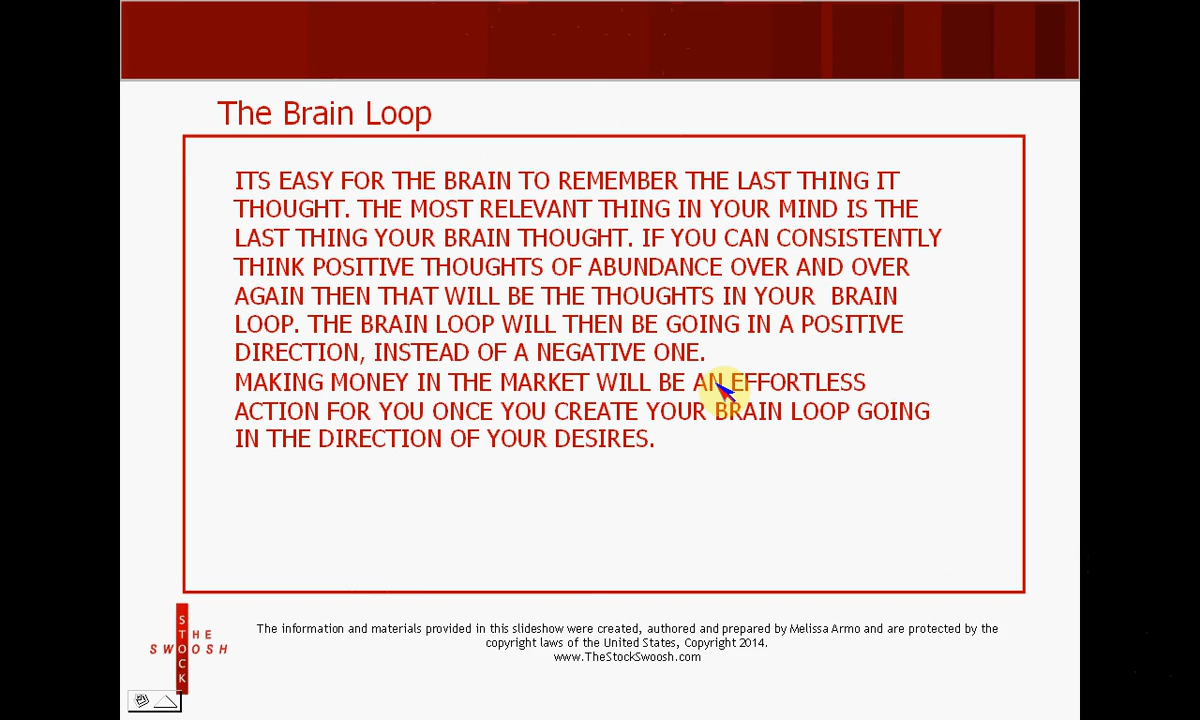 The Brain Loop
ITS EASY FOR THE BRAIN TO REMEMBER THE LAST THING IT
THOUGHT. THE MOST RELEVANT THING IN YOUR MIND IS THE
LAST THING YOUR BRAIN THOUGHT. IF YOU CAN CONSISTENTLY
THINK POSITIVE THOUGHTS OF ABUNDANCE OVER AND OVER
AGAIN THEN THAT WILL BE THE THOUGHTS IN YOUR  BRAIN
LOOP. THE BRAIN LOOP WILL THEN BE GOING IN A POSITIVE
DIRECTION, INSTEAD OF A NEGATIVE ONE.
MAKING MONEY IN THE MARKET WILL BE AN EFFORTLESS
ACTION FOR YOU ONCE YOU CREATE YOUR BRAIN LOOP GOING
IN THE DIRECTION OF YOUR DESIRES.
THE
STOCK
SWOOSH
The information and materials provided in this slideshow were created, authored and prepared by Melissa Armo and are protected by the
copyright laws of the United States, Copyright 2014.
www.TheStockSwoosh.com